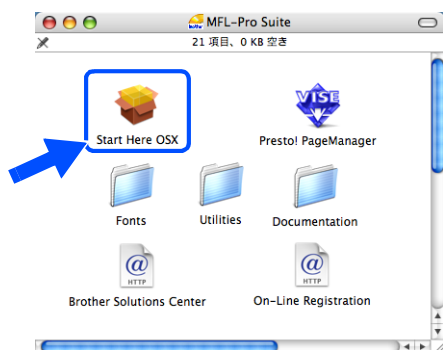 MFL-Pro Suite
21 項目、0 KB 空き
VISE
Start Here OSX
Presto! PageManager
Fonts
Utilities
Documentation
@
HTTP
@
HTTP
Brother Solutions Center
On-Line Registration